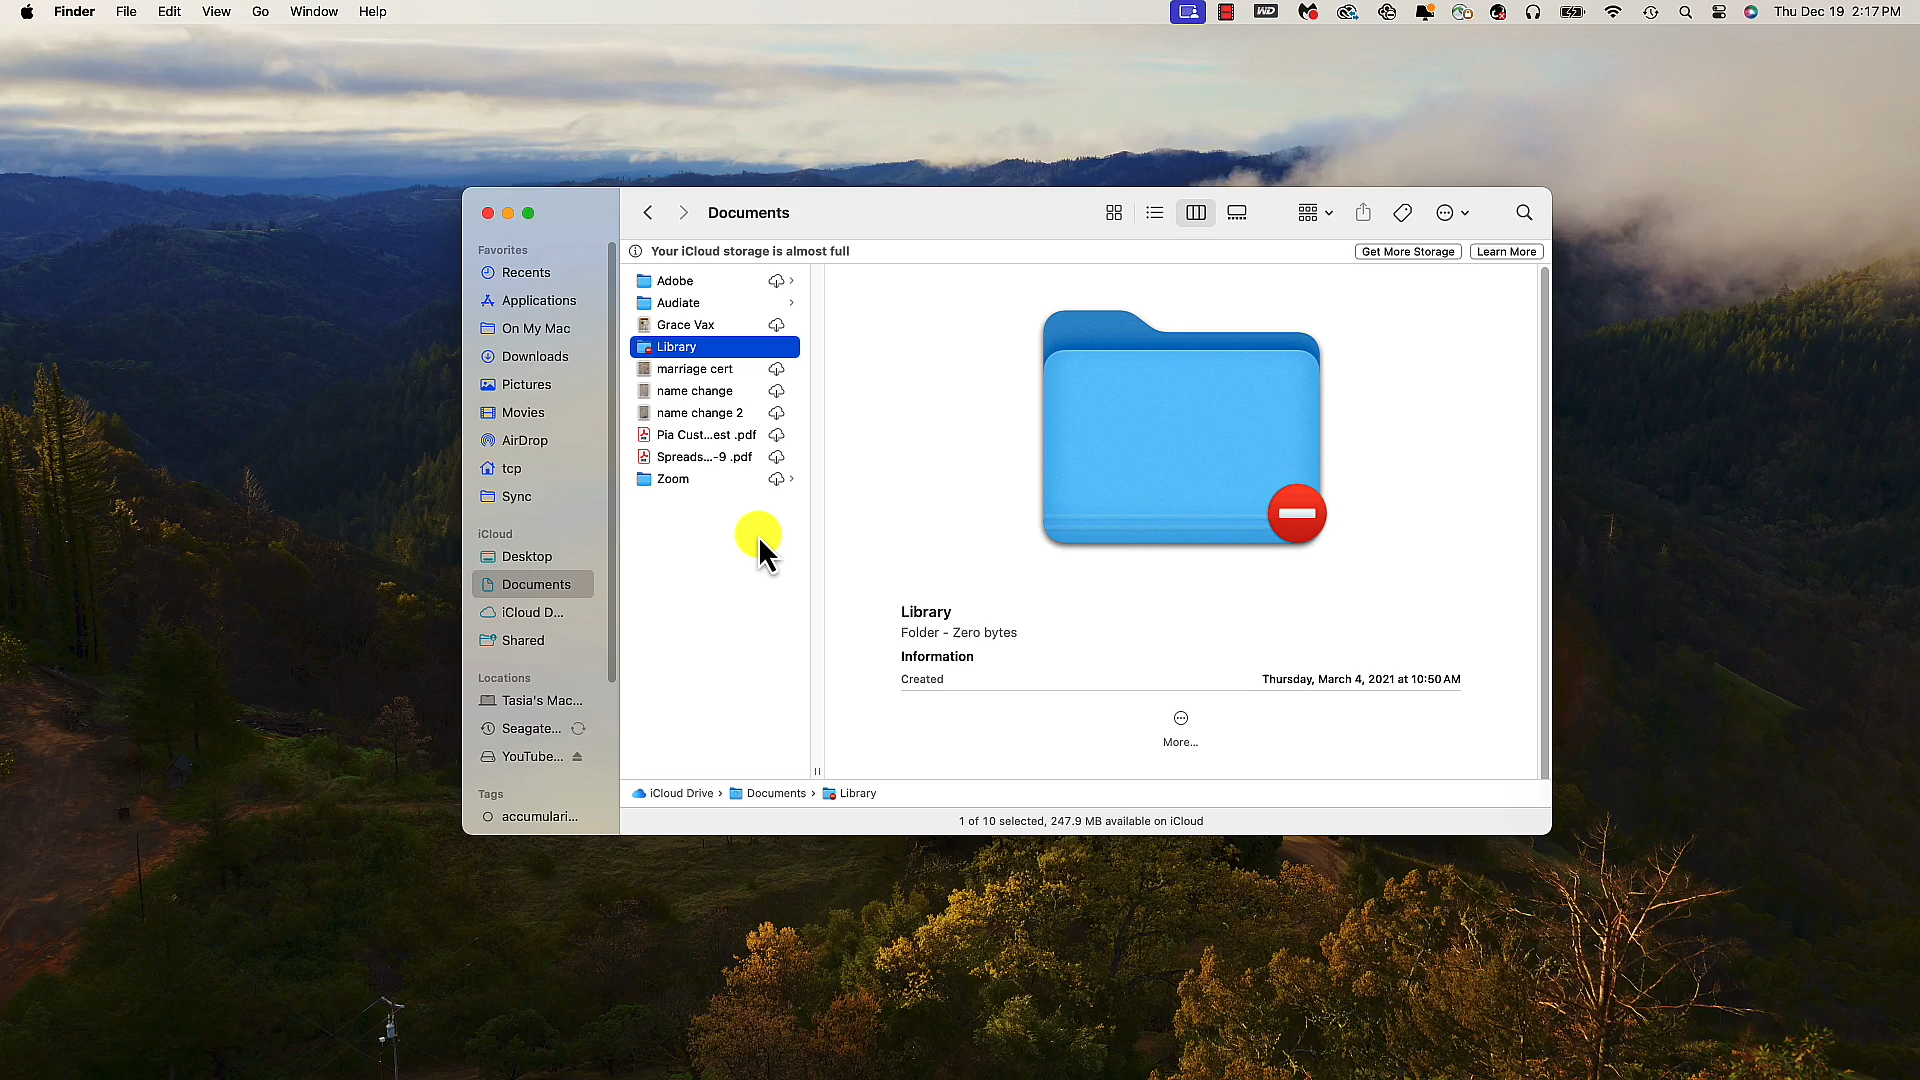 Finder File Edit View Go Window Help
WD
Thu Dec 19 2:17 PM
Documents
Your iCloud storage is almost full
Get More Storage
Learn More
Favorites
Recents
Applications
On My Mac
Downloads
Pictures
Movies
AirDrop
tcp
Sync
iCloud
Desktop
Documents
iCloud D...
Shared
Locations
Tasia's Mac...
Seagate...
YouTube...
Tags
accumulari...
Adobe
Audiate
Grace Vax
Library
marriage cert
name change
name change 2
Pia Cust...est .pdf
Spreads...-9 .pdf
Zoom
Library
Folder - Zero bytes
Information
Created Thursday, March 4, 2021 at 10:50 AM
More...
iCloud Drive › Documents › Library
1 of 10 selected, 247.9 MB available on iCloud